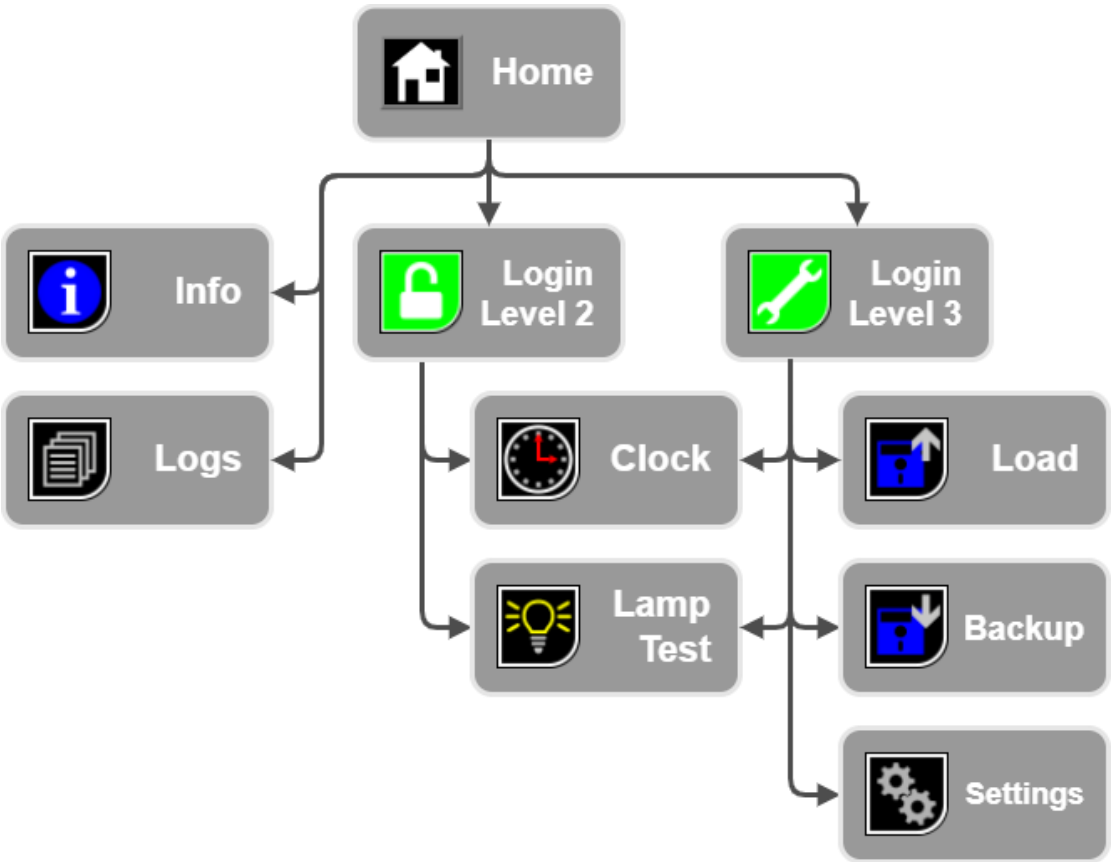 Home
Info
Login
Level 2
Login
Level 3
Logs
Clock
Load
Lamp
Test
Backup
Settings